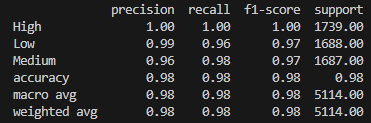 precision recall f1-score support
High 1.00 1.00 1.00 1739.00
Low 0.99 0.96 0.97 1688.00
Medium 0.96 0.98 0.97 1687.00
accuracy 0.98 0.98 0.98 0.98
macro avg 0.98 0.98 0.98 5114.00
weighted avg 0.98 0.98 0.98 5114.00